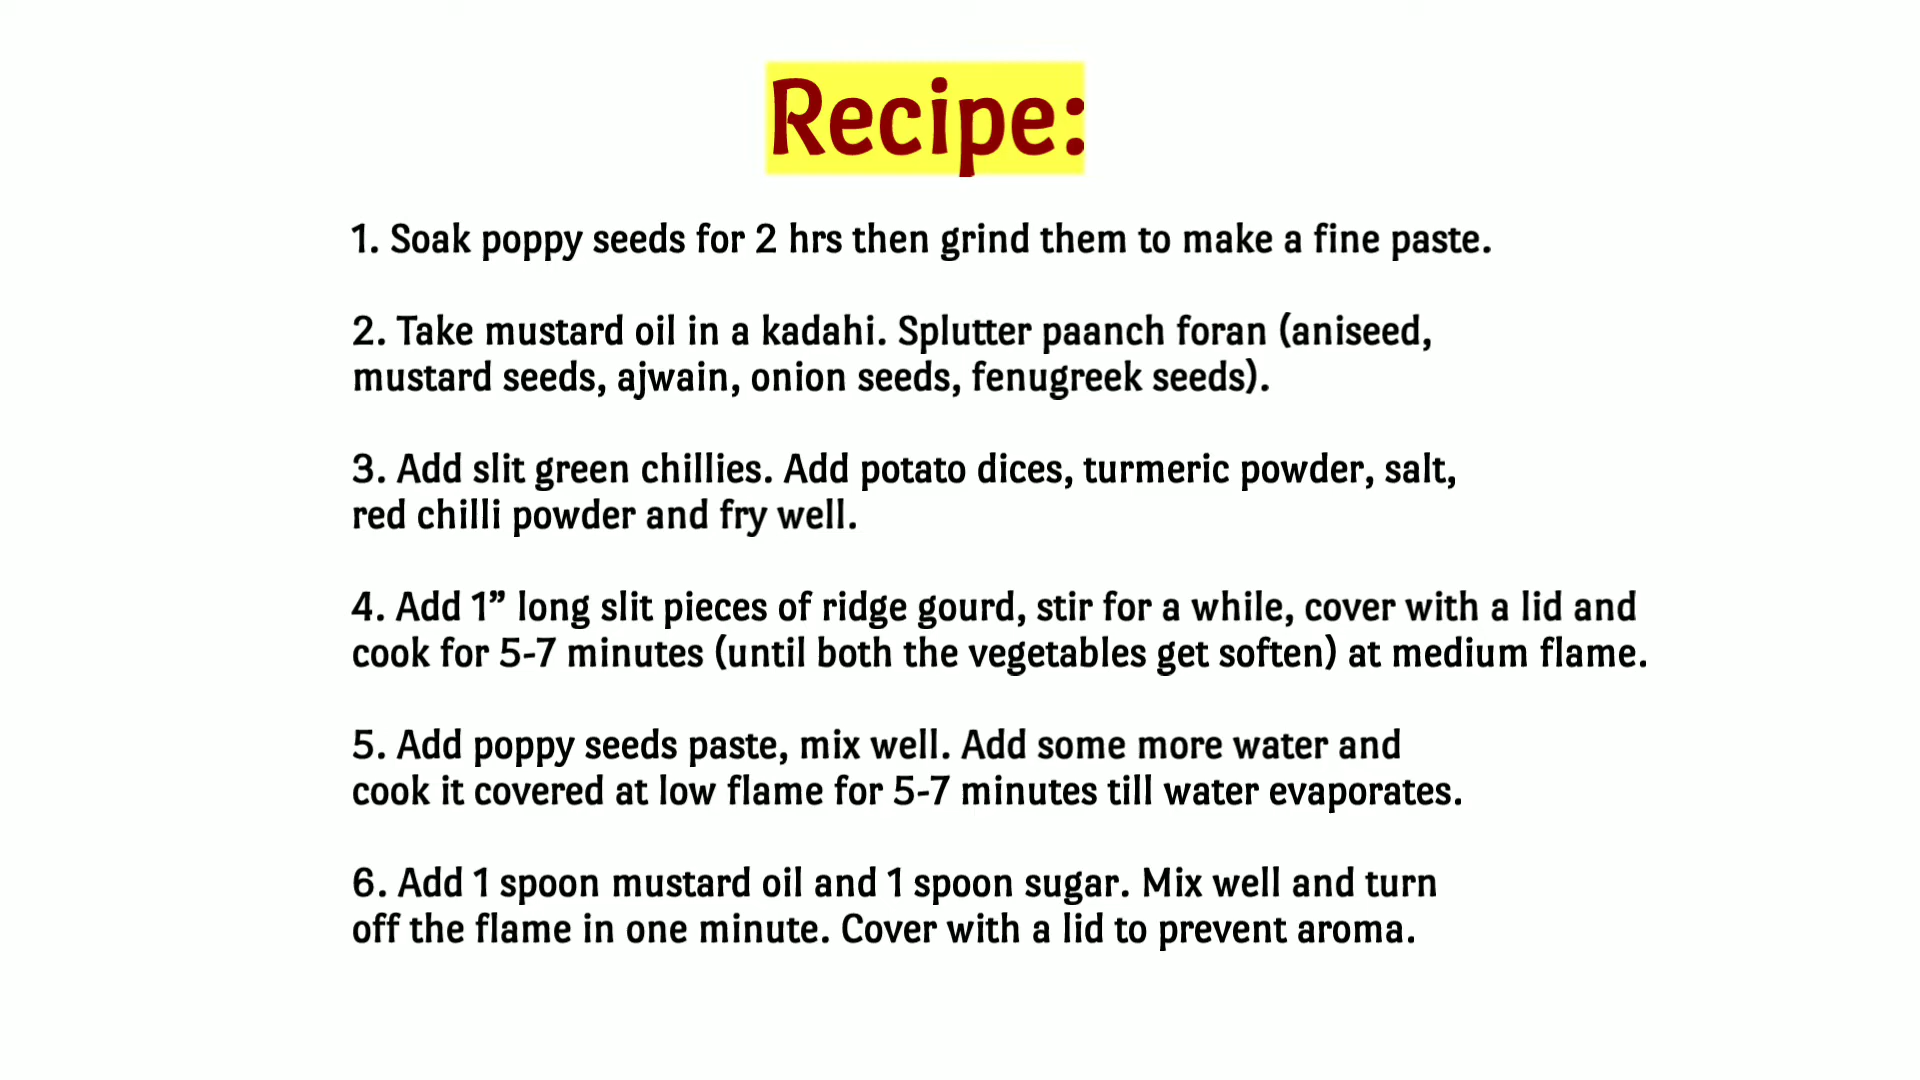 Recipe:
1. Soak poppy seeds for 2 hrs then grind them to make a fine paste.
2. Take mustard oil in a kadahi. Splutter paanch foran (aniseed,
mustard seeds, ajwain, onion seeds, fenugreek seeds).
3. Add slit green chillies. Add potato dices, turmeric powder, salt,
red chilli powder and fry well.
4. Add 1” long slit pieces of ridge gourd, stir for a while, cover with a lid and
cook for 5-7 minutes (until both the vegetables get soften) at medium flame.
5. Add poppy seeds paste, mix well. Add some more water and
cook it covered at low flame for 5-7 minutes till water evaporates.
6. Add 1 spoon mustard oil and 1 spoon sugar. Mix well and turn
off the flame in one minute. Cover with a lid to prevent aroma.